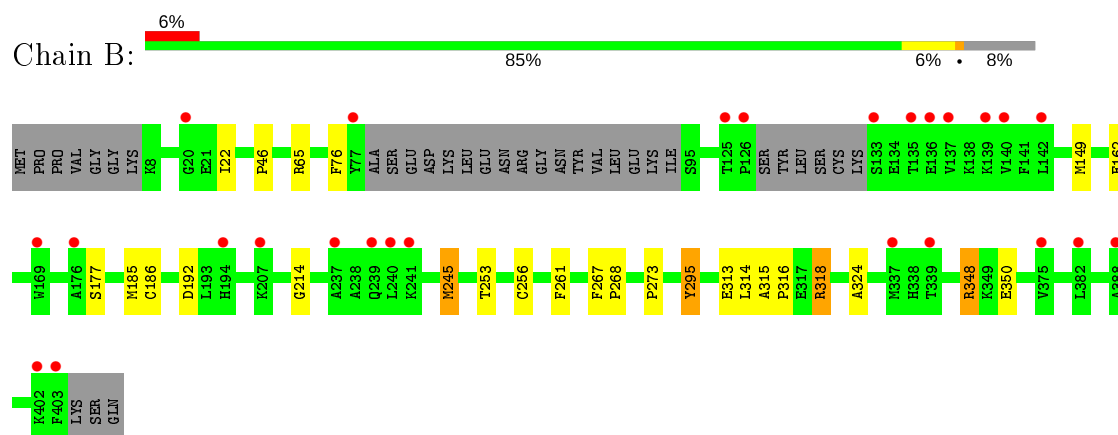 6%
Chain B:
85% 6% • 8%
MET PRO PRO VAL GLY GLY LYS K8 G20 E21 I22 P46 R65 F76 Y77 ALA SER GLU ASP LYS LEU GLU ASN ARG GLY ASN TYR VAL LEU GLU LYS ILE S95 T125 P126 SER TYR LEU SER CYS LYS S133 E134 T135 E136 V137 K138 K139 V140 F141 L142 M149
W169 A176 S177 M185 C186 D192 L193 H194 K207 G214 A237 A238 Q239 L240 K241 M245 T253 C256 F261 F267 P268 P273 Y295 E313 L314 A315 P316 E317 R318 A324 M337 H338 T339 R348 K349 E350 V375 L382
K402 F403 LYS SER GLN